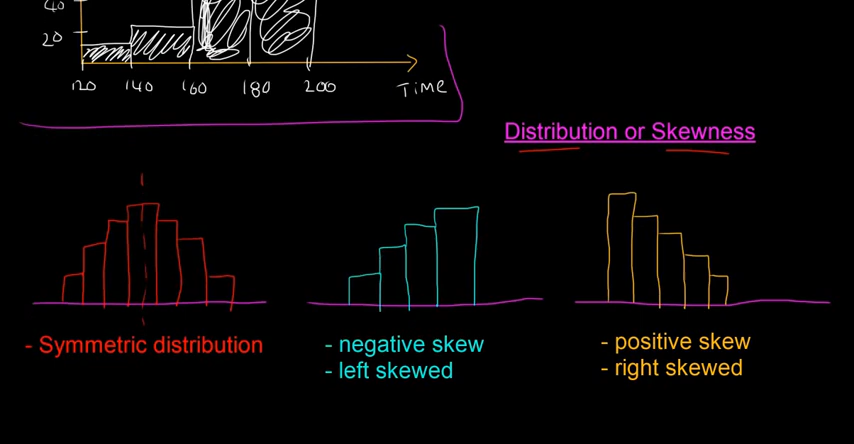 40
20
120 140 160 180 200 Time
Distribution or Skewness
- Symmetric distribution
- negative skew
- left skewed
- positive skew
- right skewed